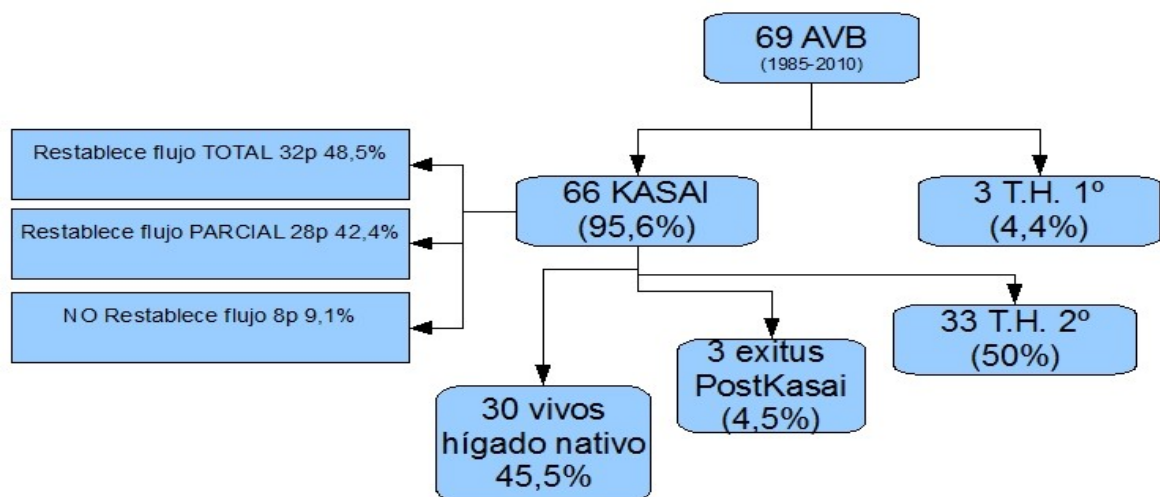 69 AVB
(1985-2010)
Restablece flujo TOTAL 32p 48,5%
Restablece flujo PARCIAL 28p 42,4%
NO Restablece flujo 8p 9,1%
66 KASAI
(95,6%)
3 T.H. 1º
(4,4%)
30 vivos
hígado nativo
45,5%
3 exitus
PostKasai
(4,5%)
33 T.H. 2º
(50%)